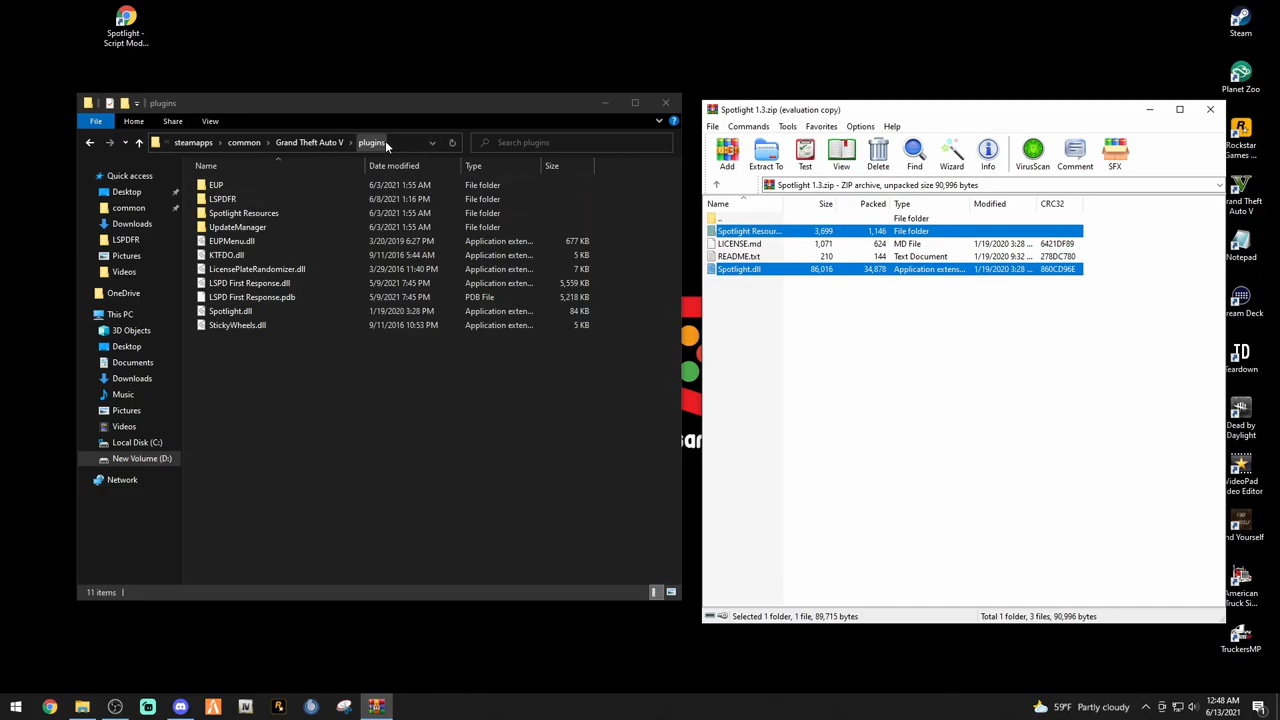 Spotlight -
Script Mod...
plugins
File
Home
Share
View
steamapps
common
Grand Theft Auto V
plugins
Search plugins
Name
Date modified
Type
Size
Quick access
Desktop
common
Downloads
LSPDFR
Pictures
Videos
OneDrive
This PC
3D Objects
Desktop
Documents
Downloads
Music
Pictures
Videos
Local Disk (C:)
New Volume (D:)
Network
EUP 6/3/2021 1:55 AM File folder
LSPDFR 6/8/2021 1:16 PM File folder
Spotlight Resources 6/3/2021 1:55 AM File folder
UpdateManager 6/3/2021 1:55 AM File folder
EUPMenu.dll 3/20/2019 6:27 PM Application exten... 677 KB
KTFDO.dll 9/11/2016 5:44 AM Application exten... 5 KB
LicensePlateRandomizer.dll 3/29/2016 11:40 PM Application exten... 7 KB
LSPD First Response.dll 5/9/2021 7:45 PM Application exten... 5,559 KB
LSPD First Response.pdb 5/9/2021 7:45 PM PDB File 5,218 KB
Spotlight.dll 1/19/2020 3:28 PM Application exten... 84 KB
StickyWheels.dll 9/11/2016 10:53 PM Application exten... 5 KB
11 items
Spotlight 1.3.zip (evaluation copy)
File Commands Tools Favorites Options Help
Add Extract To Test View Delete Find Wizard Info VirusScan Comment SFX
Spotlight 1.3.zip - ZIP archive, unpacked size 90,996 bytes
Name Size Packed Type Modified CRC32
.. File folder
Spotlight Resour... 3,699 1,146 File folder
LICENSE.md 1,071 624 MD File 1/19/2020 3:28 ... 6421DF89
README.txt 210 144 Text Document 1/19/2020 9:32 ... 278DC780
Spotlight.dll 86,016 34,878 Application extens... 1/19/2020 3:28 ... 860CD96E
Selected 1 folder, 1 file, 89,715 bytes
Total 1 folder, 3 files, 90,996 bytes
Steam
Planet Zoo
Rockstar
Games ...
Grand Theft
Auto V
Notepad
Stream Deck
TD
Teardown
Dead by
Daylight
VideoPad
Video Editor
Find Yourself
American
Truck Si...
TruckersMP
59°F Partly cloudy
12:48 AM
6/13/2021